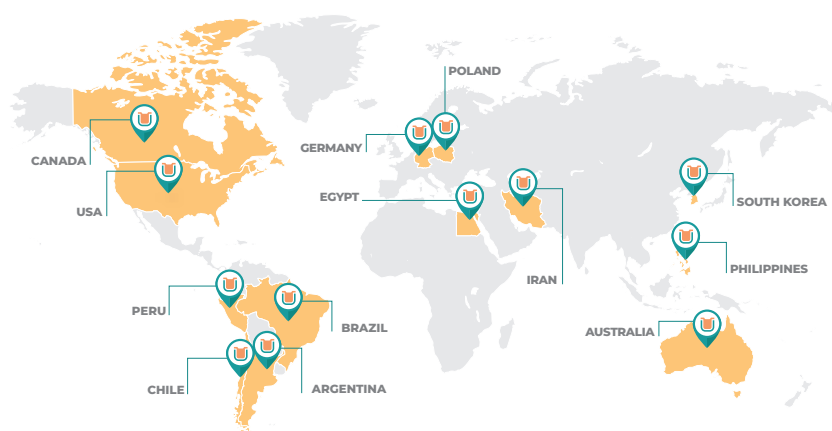 POLAND
GERMANY
CANADA
EGYPT
SOUTH KOREA
USA
PHILIPPINES
IRAN
PERU
BRAZIL
AUSTRALIA
CHILE
ARGENTINA